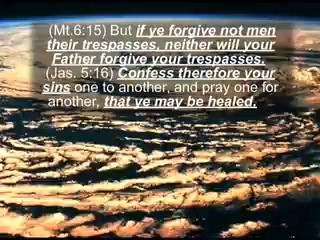 (Mt.6:15) But if ye forgive not men
their trespasses, neither will your
Father forgive your trespasses.
(Jas. 5:16) Confess therefore your
sins one to another, and pray one for
another, that ye may be healed.